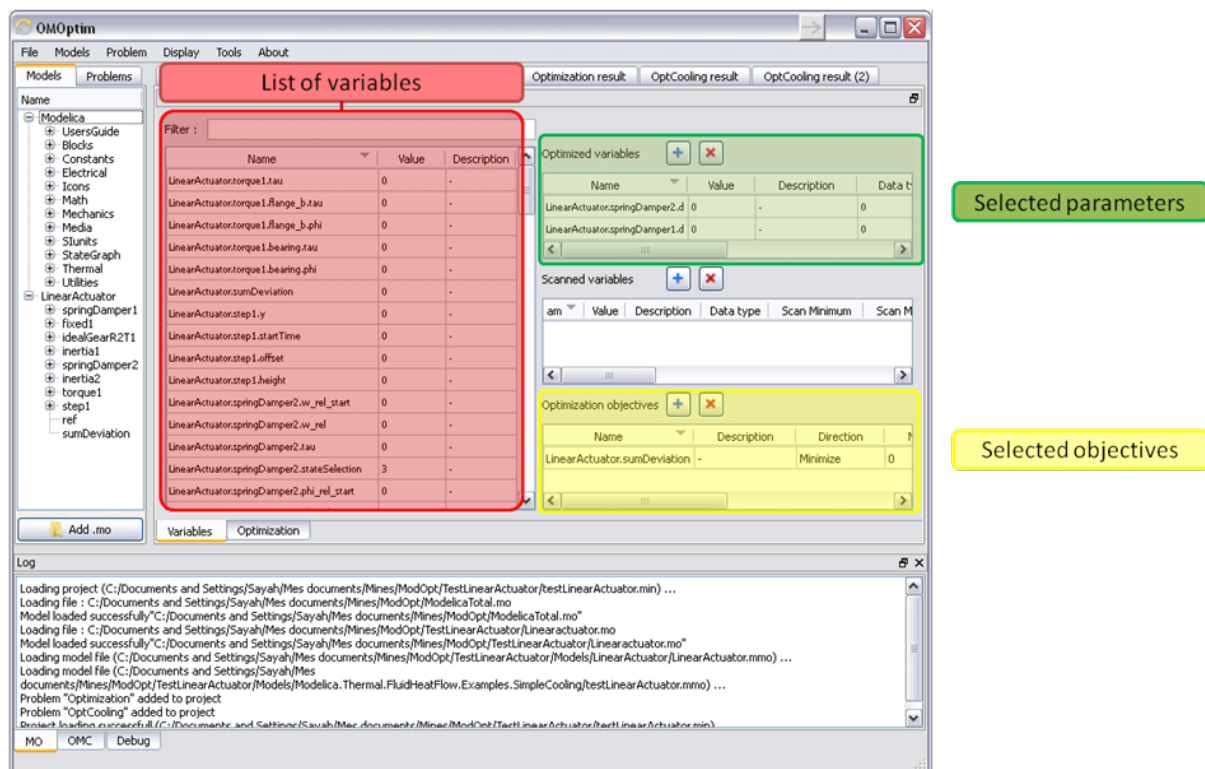 OMOptim
File Models Problem Display Tools About
Models Problems
List of variables
Optimization result OptCooling result OptCooling result (2)
Name
Modelica
UsersGuide
Blocks
Constants
Electrical
Icons
Math
Mechanics
Media
SIunits
StateGraph
Thermal
Utilities
LinearActuator
springDamper1
fixed1
idealGearR2T1
inertia1
springDamper2
inertia2
torque1
step1
ref
sumDeviation
Add .mo
Filter :
Name Value Description
LinearActuator.torque1.tau 0 -
LinearActuator.torque1.flange_b.tau 0 -
LinearActuator.torque1.flange_b.phi 0 -
LinearActuator.torque1.bearing.tau 0 -
LinearActuator.torque1.bearing.phi 0 -
LinearActuator.sumDeviation 0 -
LinearActuator.step1.y 0 -
LinearActuator.step1.startTime 0 -
LinearActuator.step1.offset 0 -
LinearActuator.step1.height 0 -
LinearActuator.springDamper2.w_rel_start 0 -
LinearActuator.springDamper2.w_rel 0 -
LinearActuator.springDamper2.tau 0 -
LinearActuator.springDamper2.stateSelection 3 -
LinearActuator.springDamper2.phi_rel_start 0 -
Variables Optimization
Optimized variables
Name Value Description Data t
LinearActuator.springDamper2.d 0 - 0
LinearActuator.springDamper1.d 0 - 0
Selected parameters
Scanned variables
am Value Description Data type Scan Minimum Scan M
Optimization objectives
Name Description Direction
LinearActuator.sumDeviation - Minimize 0
Selected objectives
Log
Loading project (C:/Documents and Settings/Sayah/Mes documents/Mines/ModOpt/TestLinearActuator/testLinearActuator.min) ...
Loading file : C:/Documents and Settings/Sayah/Mes documents/Mines/ModOpt/ModelicaTotal.mo
Model loaded successfully"C:/Documents and Settings/Sayah/Mes documents/Mines/ModOpt/ModelicaTotal.mo"
Loading file : C:/Documents and Settings/Sayah/Mes documents/Mines/ModOpt/TestLinearActuator/Linearactuator.mo
Model loaded successfully"C:/Documents and Settings/Sayah/Mes documents/Mines/ModOpt/TestLinearActuator/Linearactuator.mo"
Loading model file (C:/Documents and Settings/Sayah/Mes documents/Mines/ModOpt/TestLinearActuator/Models/LinearActuator/LinearActuator.mmo) ...
Loading model file (C:/Documents and Settings/Sayah/Mes
documents/Mines/ModOpt/TestLinearActuator/Models/Modelica.Thermal.FluidHeatFlow.Examples.SimpleCooling/testLinearActuator.mmo) ...
Problem "Optimization" added to project
Problem "OptCooling" added to project
Project loading successfull (C:/Documents and Settings/Sayah/Mes documents/Mines/ModOpt/TestLinearActuator/testLinearActuator.min)
MO OMC Debug